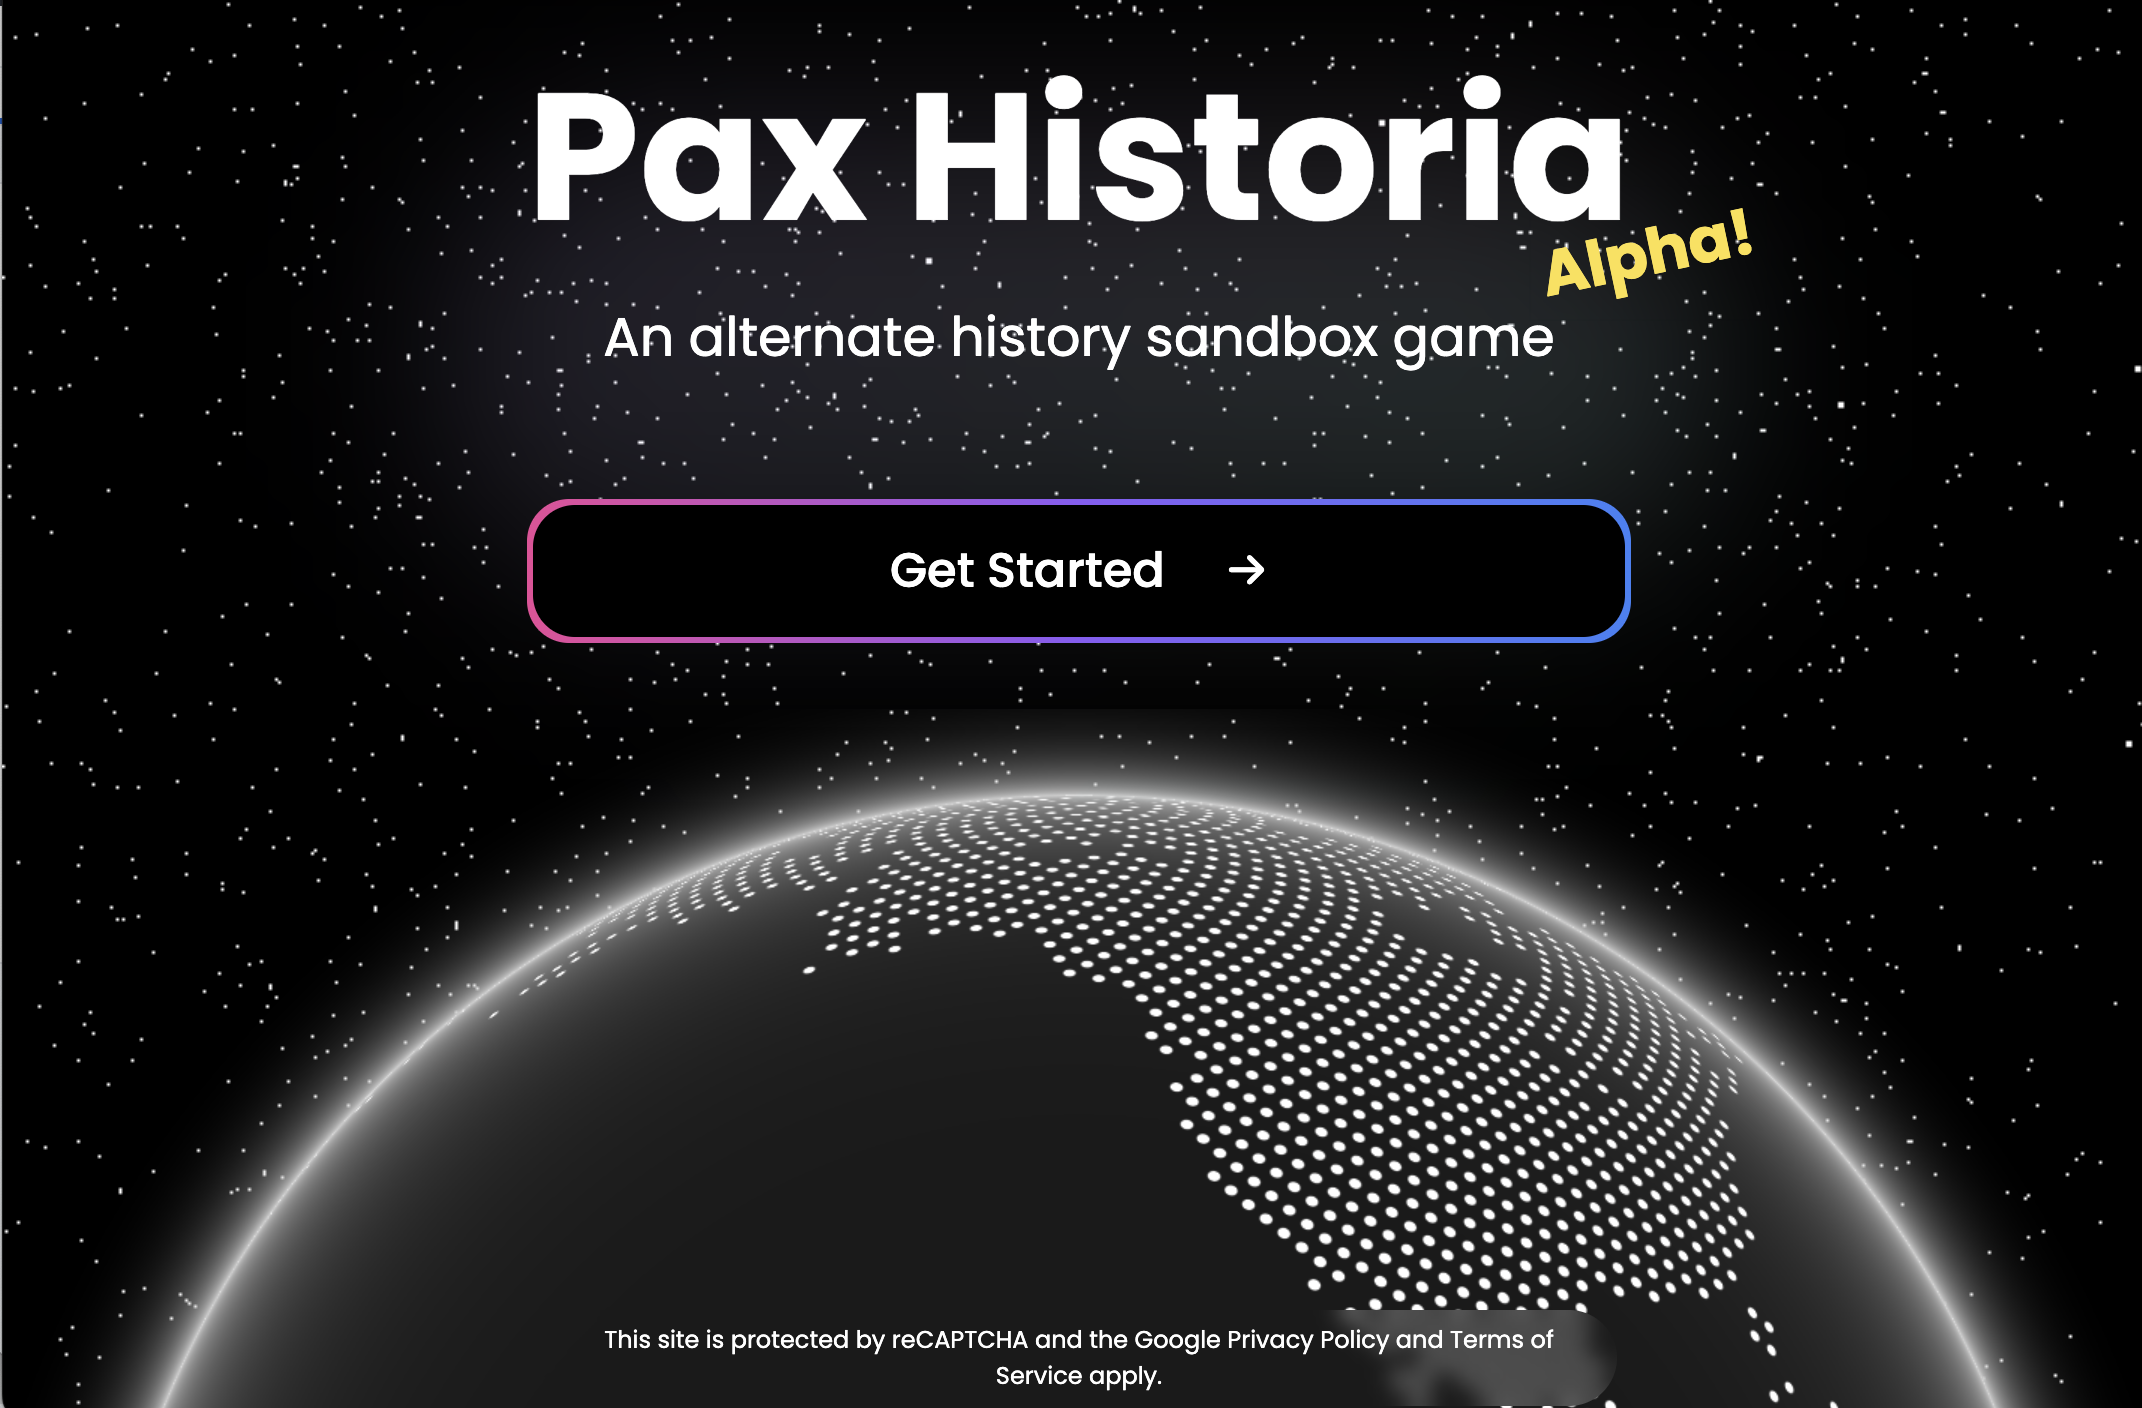 Pax Historia
Alpha!
An alternate history sandbox game
Get Started →
This site is protected by reCAPTCHA and the Google Privacy Policy and Terms of
Service apply.